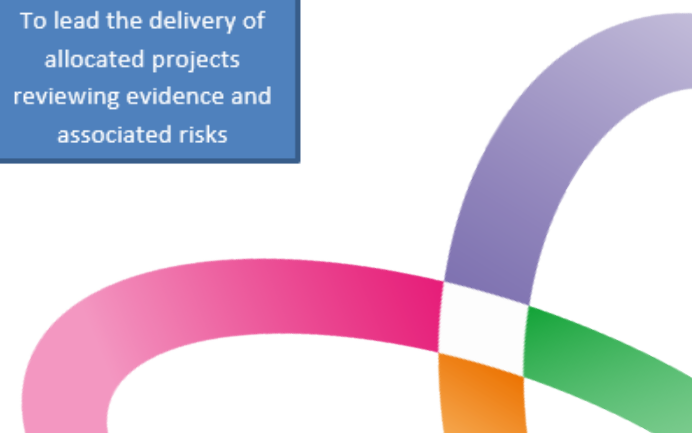 To lead the delivery of
allocated projects
reviewing evidence and
associated risks